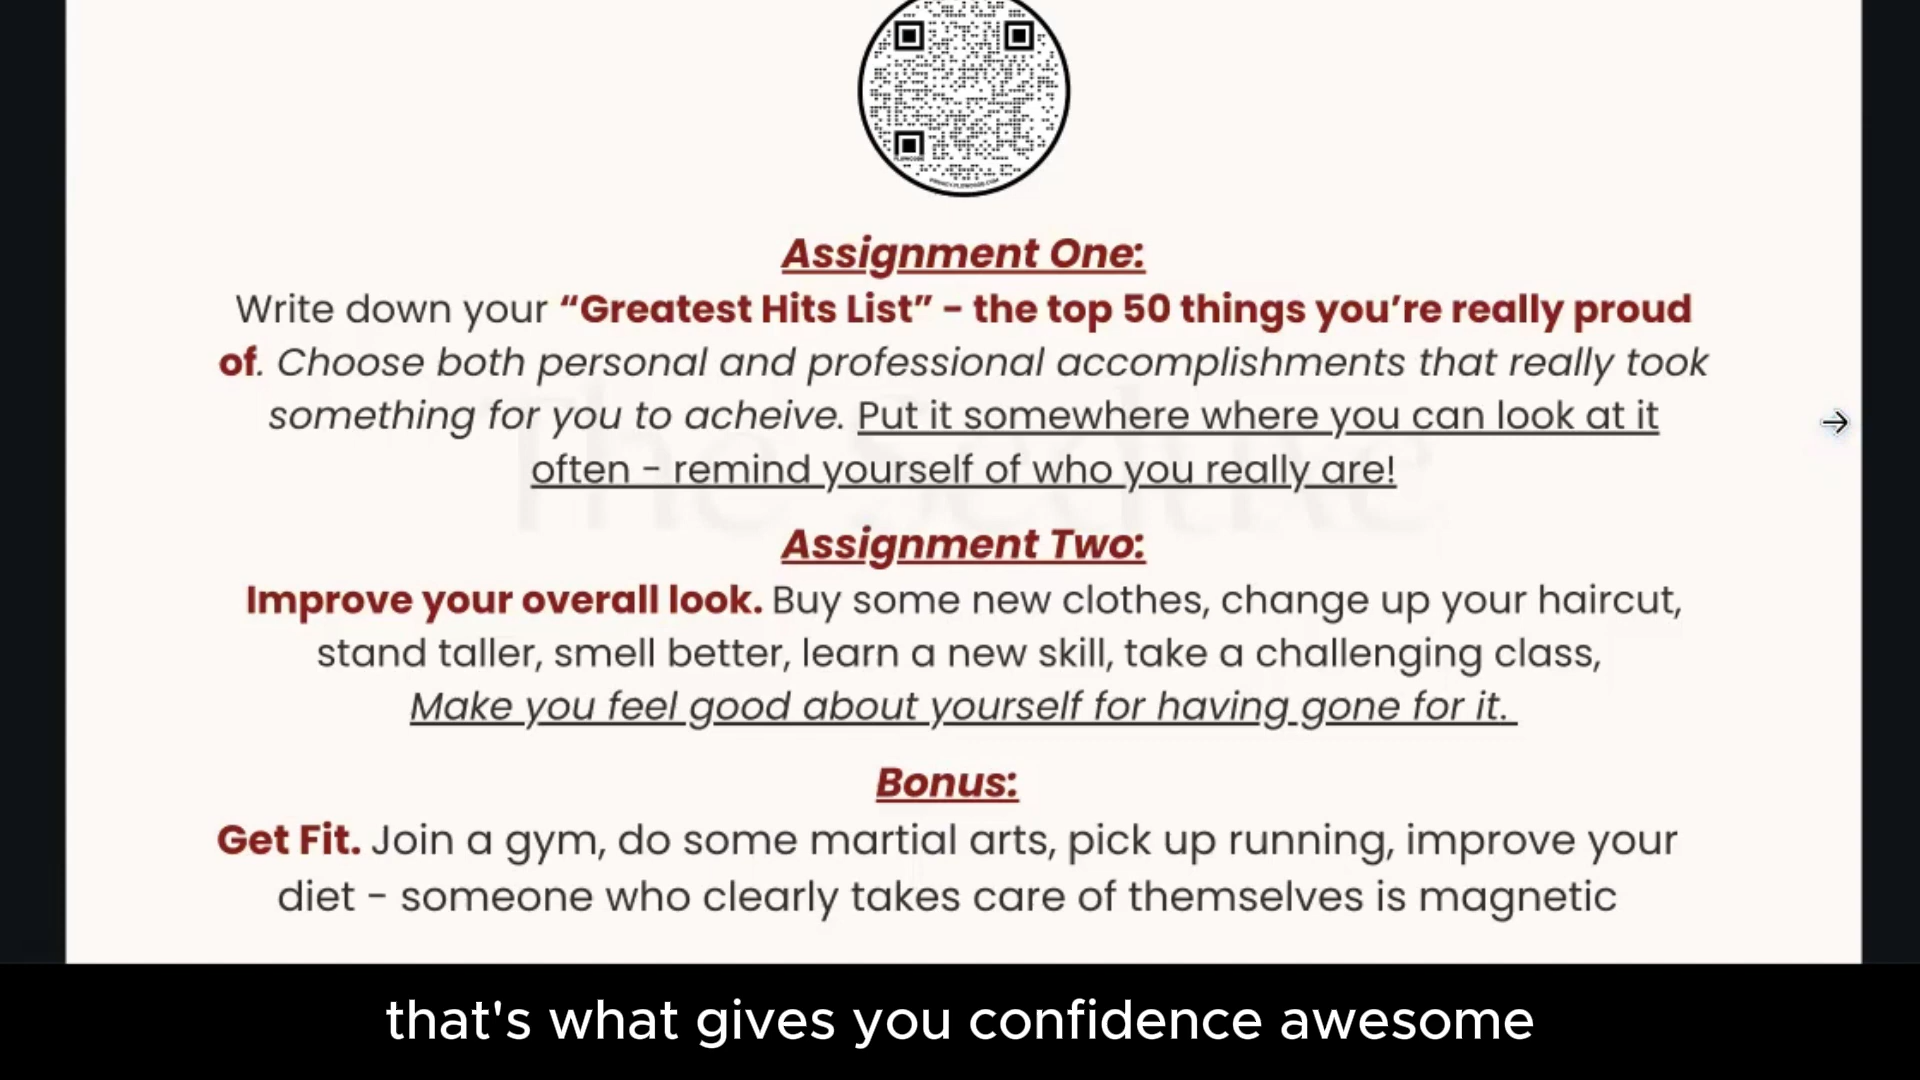 Assignment One:
Write down your “Greatest Hits List” - the top 50 things you’re really proud
of. Choose both personal and professional accomplishments that really took
something for you to acheive. Put it somewhere where you can look at it
often - remind yourself of who you really are!
Assignment Two:
Improve your overall look. Buy some new clothes, change up your haircut,
stand taller, smell better, learn a new skill, take a challenging class,
Make you feel good about yourself for having gone for it.
Bonus:
Get Fit. Join a gym, do some martial arts, pick up running, improve your
diet - someone who clearly takes care of themselves is magnetic
that's what gives you confidence awesome